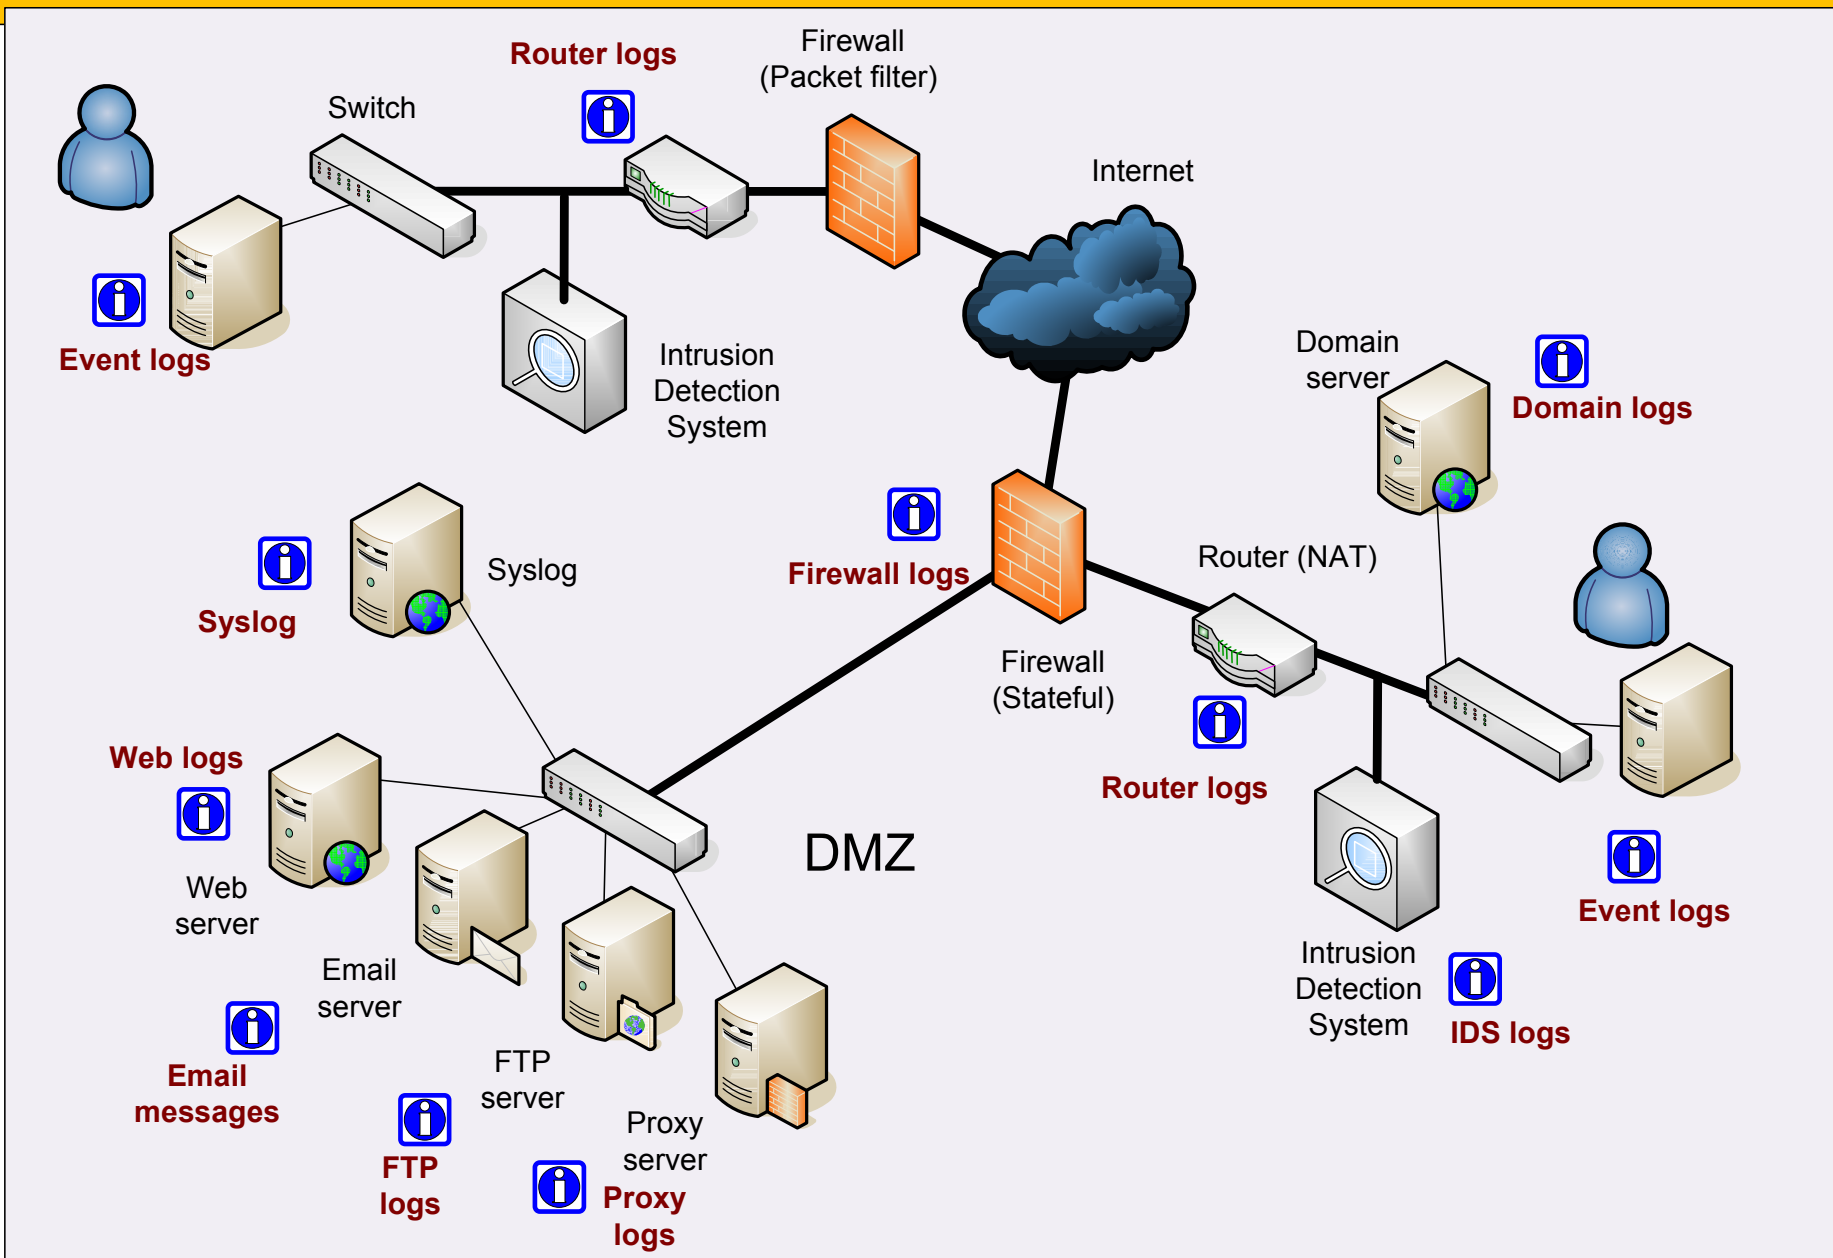 Router logs
Firewall
(Packet filter)
Switch
Internet
Event logs
Intrusion
Detection
System
Domain
server
Domain logs
Syslog
Syslog
Firewall logs
Router (NAT)
Firewall
(Stateful)
Web logs
Web
server
Router logs
DMZ
Event logs
Email
server
Intrusion
Detection
System
IDS logs
Email
messages
FTP
server
FTP
logs
Proxy
server
Proxy
logs